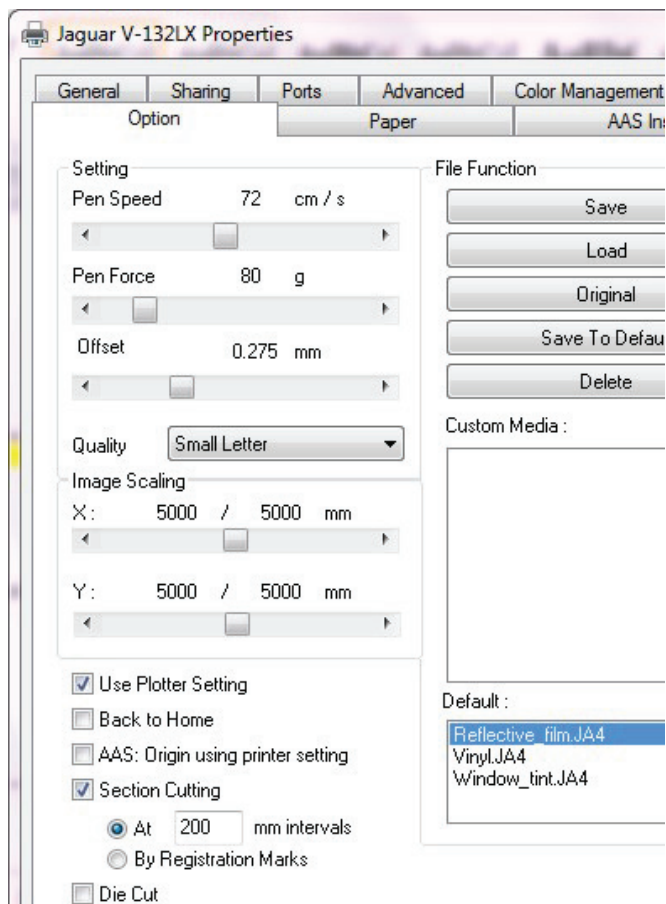 Jaguar V-132LX Properties
General Sharing Ports Advanced Color Management
Option Paper AAS Ins
Setting
Pen Speed 72 cm / s
Pen Force 80 g
Offset 0.275 mm
Quality Small Letter
Image Scaling
X : 5000 / 5000 mm
Y : 5000 / 5000 mm
Use Plotter Setting
Back to Home
AAS: Origin using printer setting
Section Cutting
At 200 mm intervals
By Registration Marks
Die Cut
File Function
Save
Load
Original
Save To Defau
Delete
Custom Media :
Default :
Reflective_film.JA4
Vinyl.JA4
Window_tint.JA4